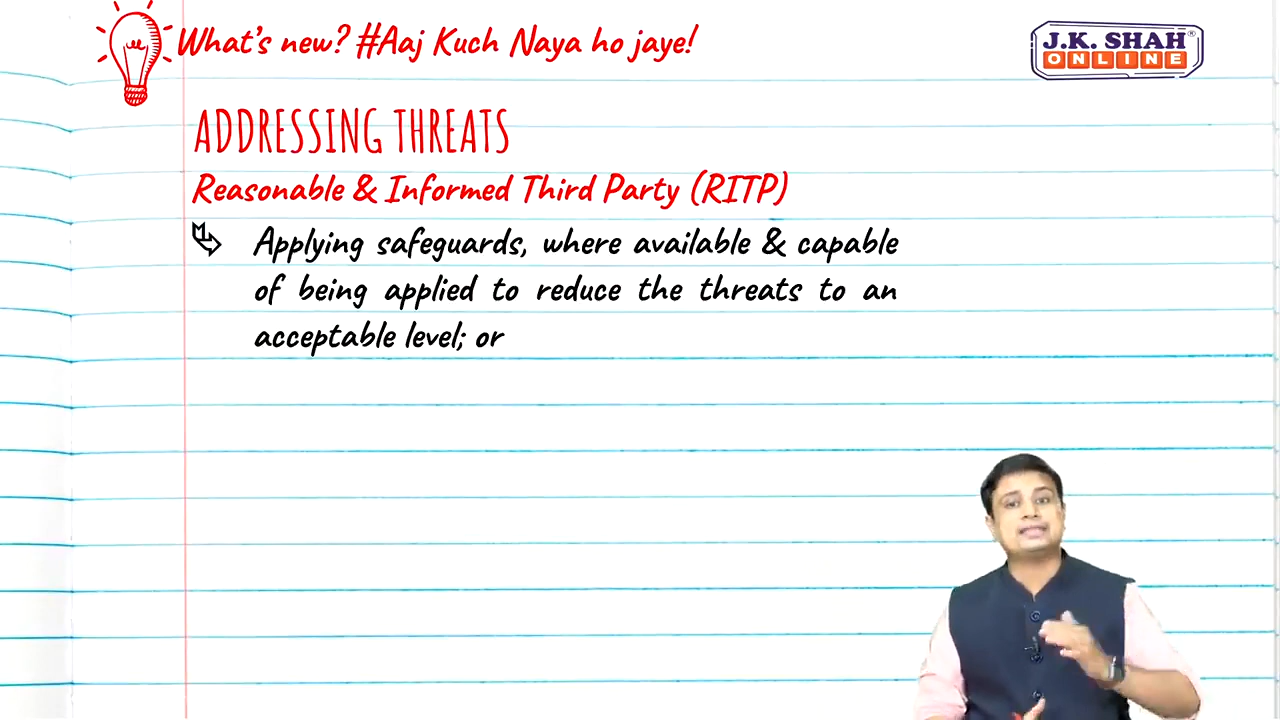 What's new? #Aaj Kuch Naya ho jaye!
J.K. SHAH®
ONLINE
ADDRESSING THREATS
Reasonable & Informed Third Party (RITP)
Applying safeguards, where available & capable
of being applied to reduce the threats to an
acceptable level; or